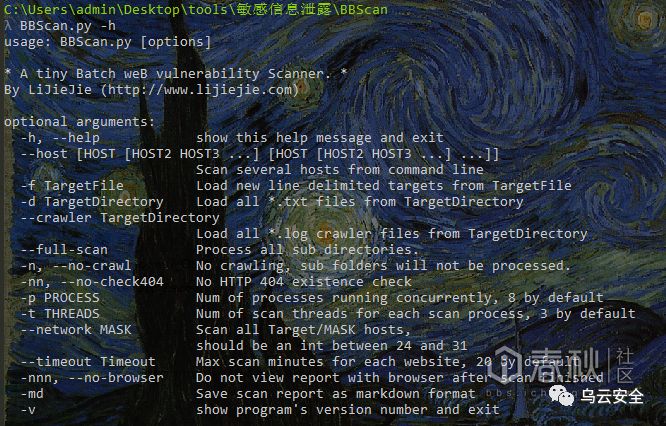 C:\Users\admin\Desktop\tools\敏感信息泄露\BBScan
λ BBScan.py -h
usage: BBScan.py [options]
* A tiny Batch weB vulnerability Scanner. *
By LiJieJie (http://www.lijiejie.com)
optional arguments:
-h, --help show this help message and exit
--host [HOST [HOST2 HOST3 ...] [HOST [HOST2 HOST3 ...] ...]]
Scan several hosts from command line
-f TargetFile Load new line delimited targets from TargetFile
-d TargetDirectory Load all *.txt files from TargetDirectory
--crawler TargetDirectory
Load all *.log crawler files from TargetDirectory
--full-scan Process all sub directories.
-n, --no-crawl No crawling, sub folders will not be processed.
-nn, --no-check404 No HTTP 404 existence check
-p PROCESS Num of processes running concurrently, 8 by default
-t THREADS Num of scan threads for each scan process, 3 by default
--network MASK Scan all Target/MASK hosts,
should be an int between 24 and 31
--timeout Timeout Max scan minutes for each website, 20 by default
-nnn, --no-browser Do not view report with browser after scan finished
-md Save scan report as markdown format
-v show program's version number and exit
春秋 社区
乌云安全